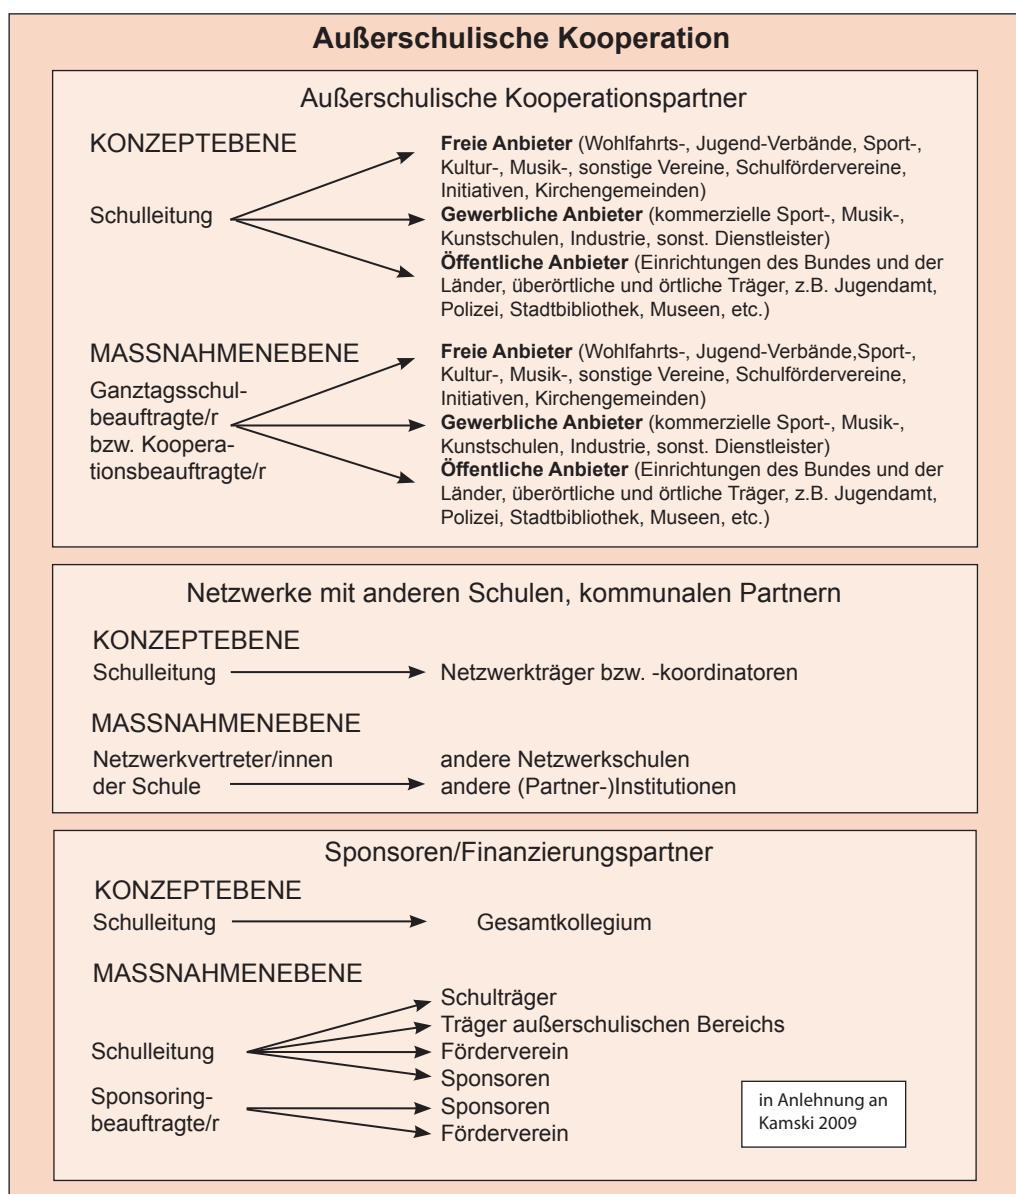 Außerschulische Kooperation
Außerschulische Kooperationspartner
KONZEPTEBENE
Schulleitung
Freie Anbieter (Wohlfahrts-, Jugend-Verbände, Sport-,
Kultur-, Musik-, sonstige Vereine, Schulfördervereine,
Initiativen, Kirchengemeinden)
Gewerbliche Anbieter (kommerzielle Sport-, Musik-,
Kunstschulen, Industrie, sonst. Dienstleister)
Öffentliche Anbieter (Einrichtungen des Bundes und der
Länder, überörtliche und örtliche Träger, z.B. Jugendamt,
Polizei, Stadtbibliothek, Museen, etc.)
MASSNAHMENEBENE
Ganztagsschul-
beauftragte/r
bzw. Koopera-
tionsbeauftragte/r
Freie Anbieter (Wohlfahrts-, Jugend-Verbände,Sport-,
Kultur-, Musik-, sonstige Vereine, Schulfördervereine,
Initiativen, Kirchengemeinden)
Gewerbliche Anbieter (kommerzielle Sport-, Musik-,
Kunstschulen, Industrie, sonst. Dienstleister)
Öffentliche Anbieter (Einrichtungen des Bundes und der
Länder, überörtliche und örtliche Träger, z.B. Jugendamt,
Polizei, Stadtbibliothek, Museen, etc.)
Netzwerke mit anderen Schulen, kommunalen Partnern
KONZEPTEBENE
Schulleitung
Netzwerkträger bzw. -koordinatoren
MASSNAHMENEBENE
Netzwerkvertreter/innen
der Schule
andere Netzwerkschulen
andere (Partner-)Institutionen
Sponsoren/Finanzierungspartner
KONZEPTEBENE
Schulleitung
Gesamtkollegium
MASSNAHMENEBENE
Schulleitung
Schulträger
Träger außerschulischen Bereichs
Förderverein
Sponsoren
Sponsoring-
beauftragte/r
Sponsoren
Förderverein
in Anlehnung an
Kamski 2009